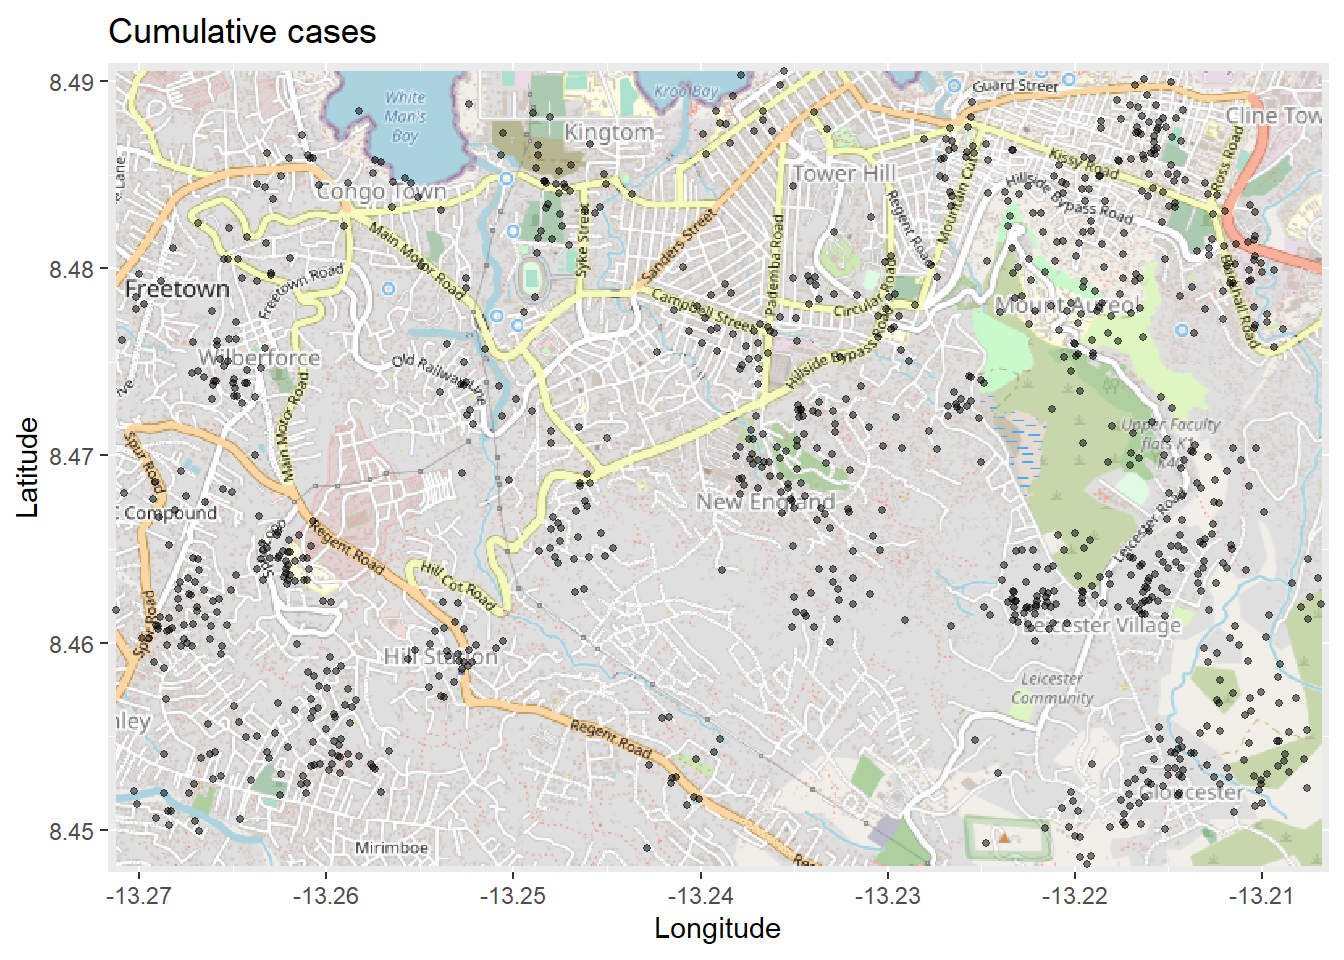 Cumulative cases
8.49
8.48
8.47
8.46
8.45
Latitude
White
Man's
Bay
Kroo Bay
Guard Street
Cline Tow
Kingtom
Lane
Congo Town
Tower Hill
Kissy Road
Ross Road
Hillside Bypass Road
Mountain Cut
Regent Road
Main Motor Road
Syke Street
Sanders Street
Pademba Road
Freetown Road
Freetown
Campbell Street
Circular Road
Mount Aureol
Blackhall Road
Wilberforce
Old Railway Line
Hillside Bypass Road
Main Motor Road
Upper Faculty
flats K1-
K40
Spur Road
New England
Compound
Regent Road
Leicester Road
Hill Cot Road
Spur Road
Leicester Village
Hill Station
Leicester
Community
nley
Regent Road
Gloucester
Mirimboe
Re
-13.27
-13.26
-13.25
-13.24
-13.23
-13.22
-13.21
Longitude